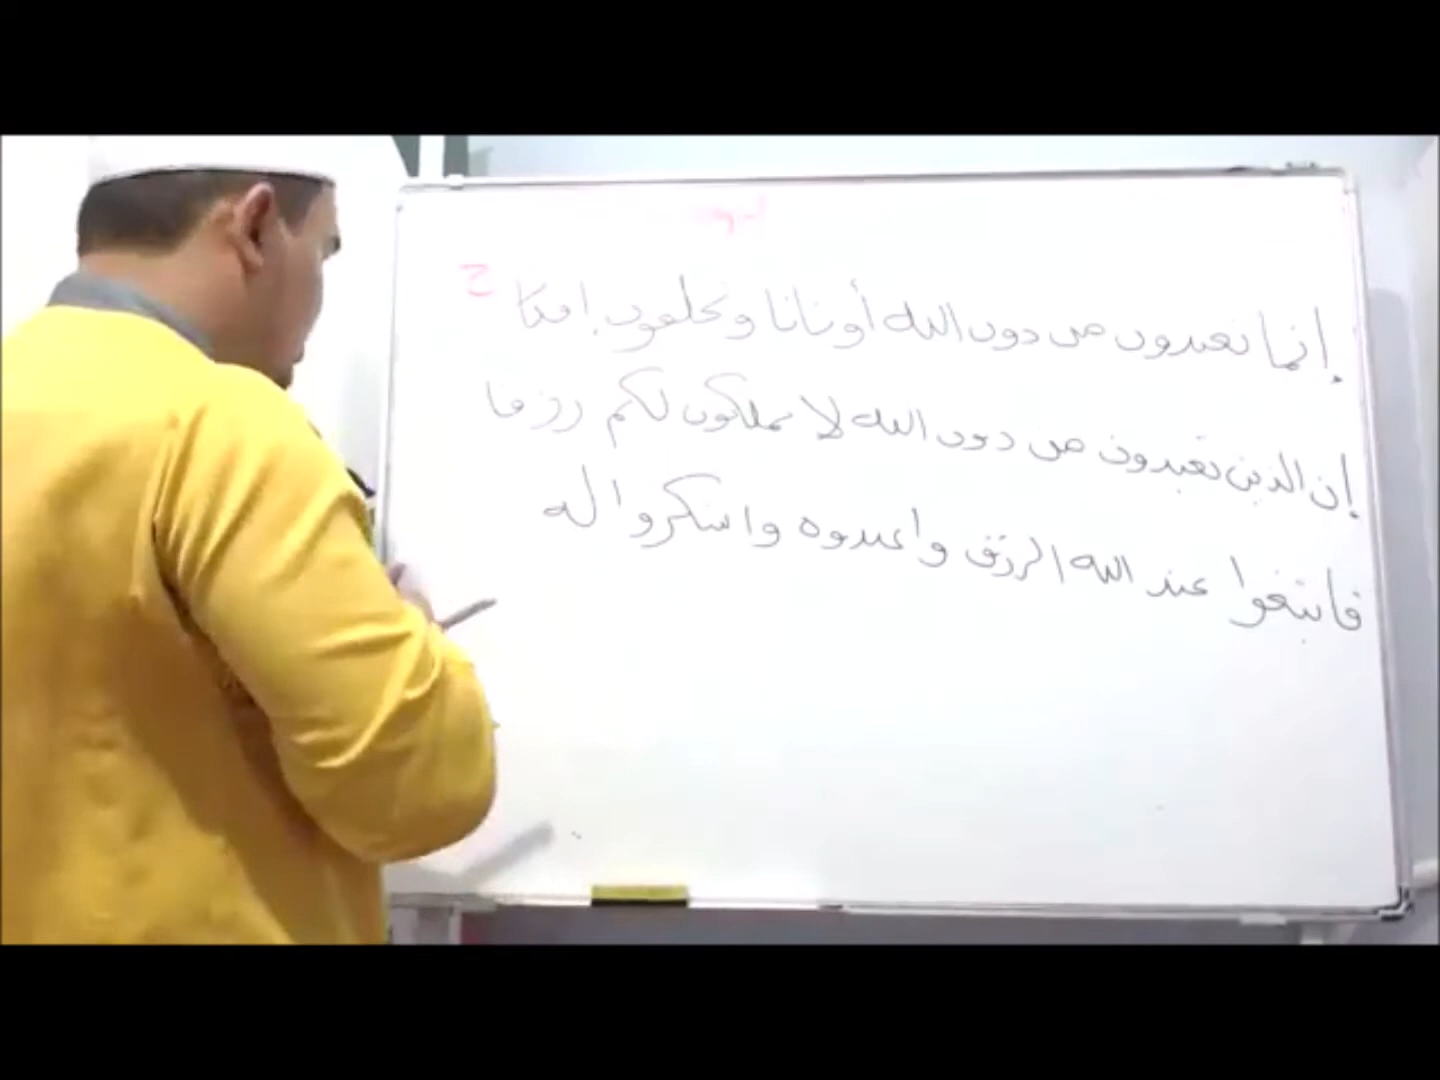 إنما تعبدون من دون الله أوثانا وتخلقون إفكا
إن الذين تعبدون من دون الله لا يملكون لكم رزقا
فابتغوا عند الله الرزق واعبدوه واشكروا له